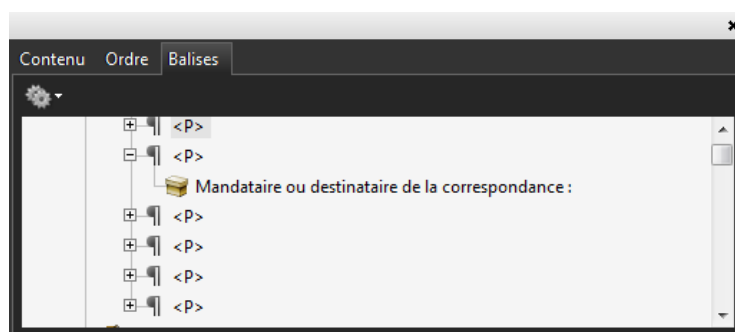 Contenu Ordre Balises
<P>
<P>
Mandataire ou destinataire de la correspondance :
<P>
<P>
<P>
<P>